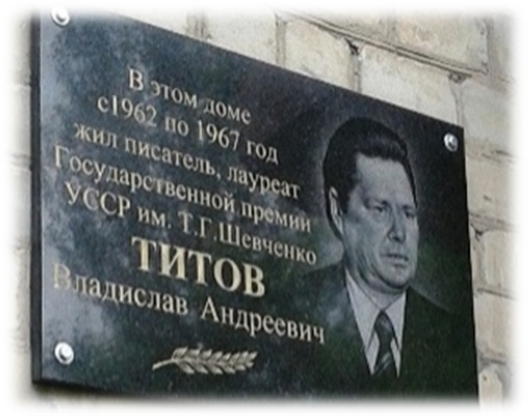 В этом доме
с1962 по 1967 год
жил писатель, лауреат
Государственной премии
УССР им. Т.Г.Шевченко
ТИТОВ
Владислав Андреевич